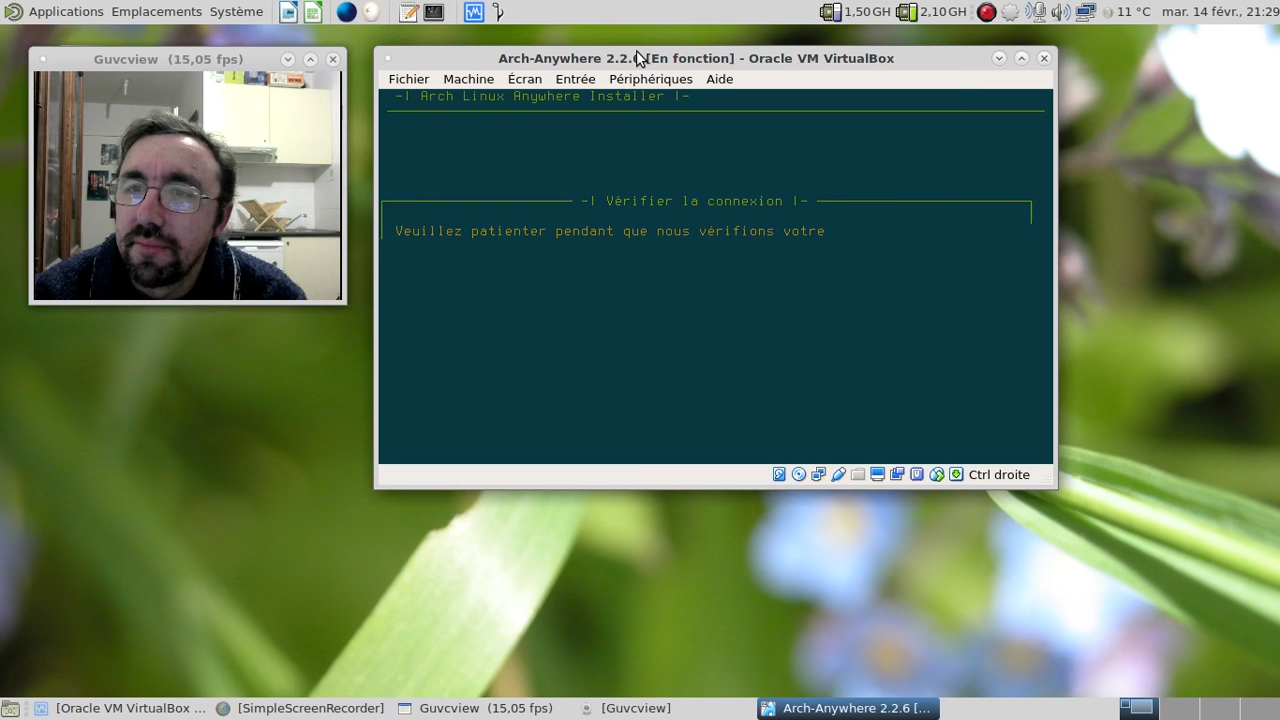 Applications Emplacements Système
1,50 GH 2,10 GH 11 °C mar. 14 févr., 21:29
Guvcview (15,05 fps)
Arch-Anywhere 2.2. [En fonction] - Oracle VM VirtualBox
Fichier Machine Écran Entrée Périphériques Aide
-| Arch Linux Anywhere Installer |-
-| Vérifier la connexion |-
Veuillez patienter pendant que nous vérifions votre
Ctrl droite
[Oracle VM VirtualBox ... [SimpleScreenRecorder] Guvcview (15,05 fps) [Guvcview] Arch-Anywhere 2.2.6 [...